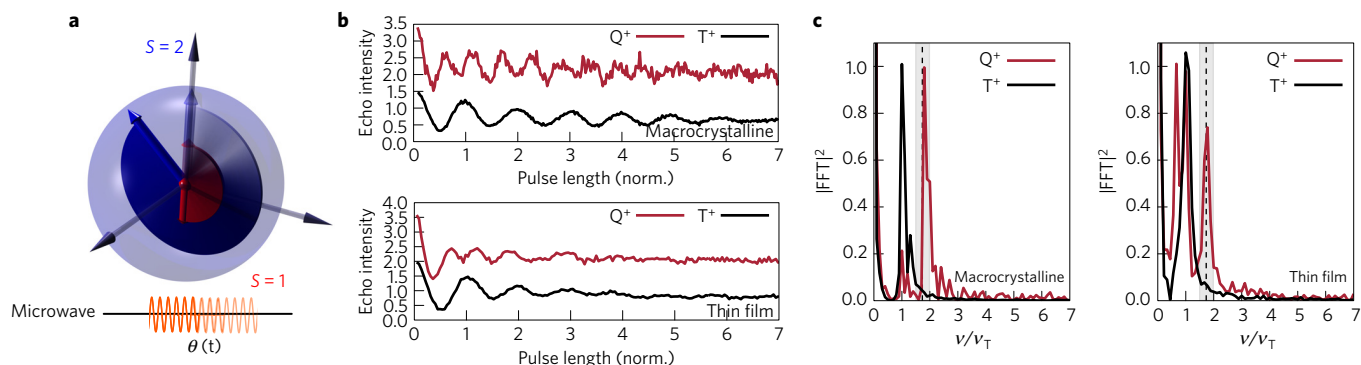 a
S = 2
S = 1
Microwave
θ (t)
b
Echo intensity
3.5
3.0
2.5
2.0
1.5
1.0
0.5
0.0
Q⁺
T⁺
Macrocrystalline
0 1 2 3 4 5 6 7
Pulse length (norm.)
Echo intensity
4.0
3.5
3.0
2.5
2.0
1.5
1.0
0.5
0.0
Q⁺
T⁺
Thin film
0 1 2 3 4 5 6 7
Pulse length (norm.)
c
|FFT|²
1.0
0.8
0.6
0.4
0.2
0.0
Q⁺
T⁺
Macrocrystalline
0 1 2 3 4 5 6 7
ν/ν_T
|FFT|²
1.0
0.8
0.6
0.4
0.2
0.0
Q⁺
T⁺
Thin film
0 1 2 3 4 5 6 7
ν/ν_T